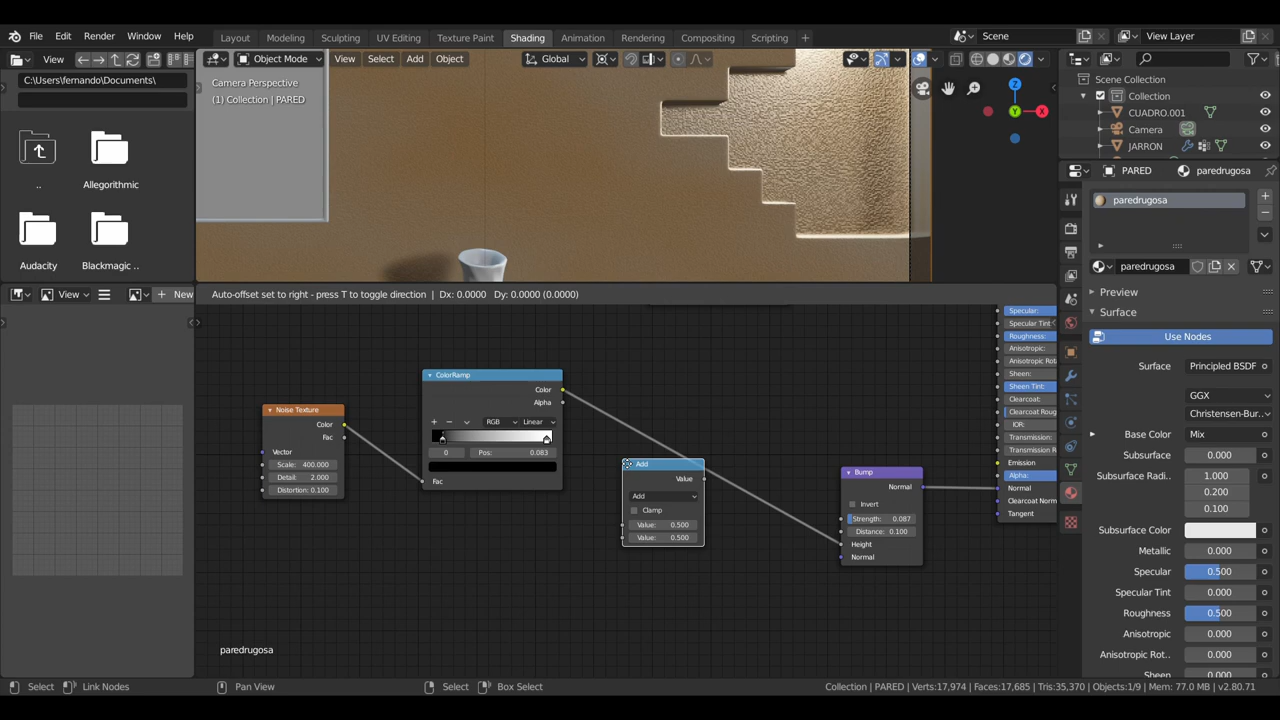 File Edit Render Window Help
Layout Modeling Sculpting UV Editing Texture Paint Shading Animation Rendering Compositing Scripting +
Scene
View Layer
View
C:\Users\fernando\Documents\
..
Allegorithmic
Audacity
Blackmagic ..
Object Mode View Select Add Object Global
Camera Perspective
(1) Collection | PARED
Scene Collection
Collection
CUADRO.001
Camera
JARRON
PARED paredrugosa
paredrugosa
paredrugosa
View New
Auto-offset set to right - press T to toggle direction | Dx: 0.0000 Dy: 0.0000 (0.0000)
Noise Texture
Color
Fac
Vector
Scale: 400.000
Detail: 2.000
Distortion: 0.100
ColorRamp
Color
Alpha
RGB Linear
0 Pos: 0.083
Fac
Add
Value
Add
Clamp
Value: 0.500
Value: 0.500
Bump
Normal
Invert
Strength: 0.087
Distance: 0.100
Height
Normal
Specular:
Specular Tint
Roughness:
Anisotropic:
Anisotropic Rota
Sheen:
Sheen Tint:
Clearcoat:
Clearcoat Roug
IOR:
Transmission:
Transmission R
Emission
Alpha:
Normal
Clearcoat Norm
Tangent
Preview
Surface
Use Nodes
Surface Principled BSDF
GGX
Christensen-Bur..
Base Color Mix
Subsurface 0.000
Subsurface Radi.. 1.000
0.200
0.100
Subsurface Color
Metallic 0.000
Specular 0.500
Specular Tint 0.000
Roughness 0.500
Anisotropic 0.000
Anisotropic Rot.. 0.000
Sheen 0.000
paredrugosa
Select Link Nodes Pan View Select Box Select
Collection | PARED | Verts:17,974 | Faces:17,685 | Tris:35,370 | Objects:1/9 | Mem: 77.0 MB | v2.80.71